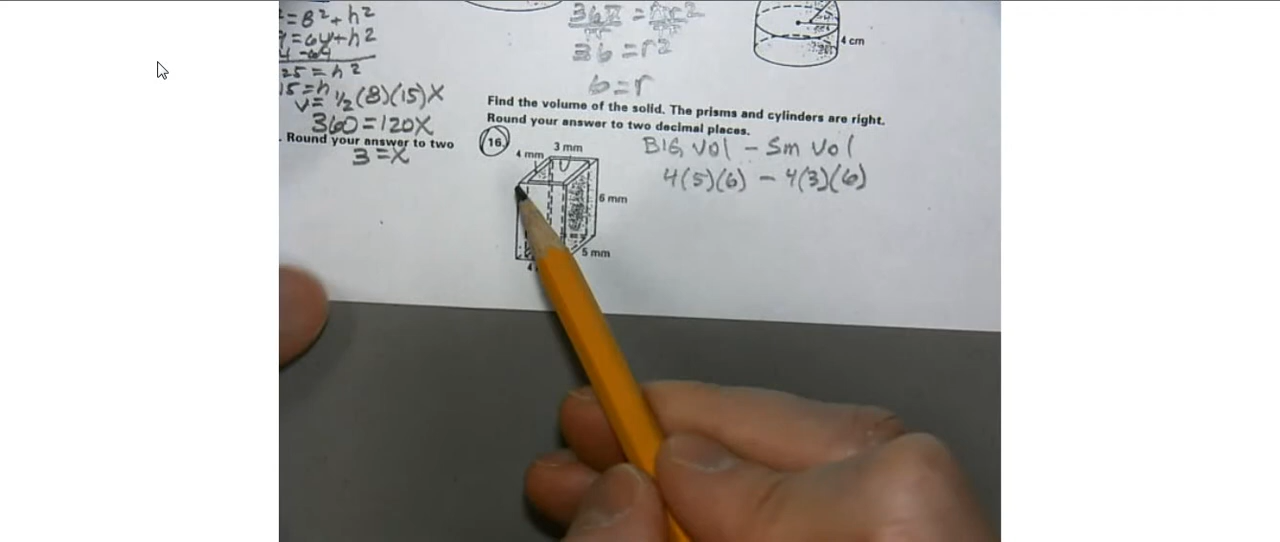 =8²+h²
=64+h²
-64
25=h²
15=h
V=½(8)(15)X
360=120X
. Round your answer to two
3=X
36π=πr²
36=r²
6=r
4 cm
Find the volume of the solid. The prisms and cylinders are right.
Round your answer to two decimal places.
16.
4 mm
3 mm
6 mm
5 mm
4
BIG VOl - Sm Vol
4(5)(6) - 4(3)(6)